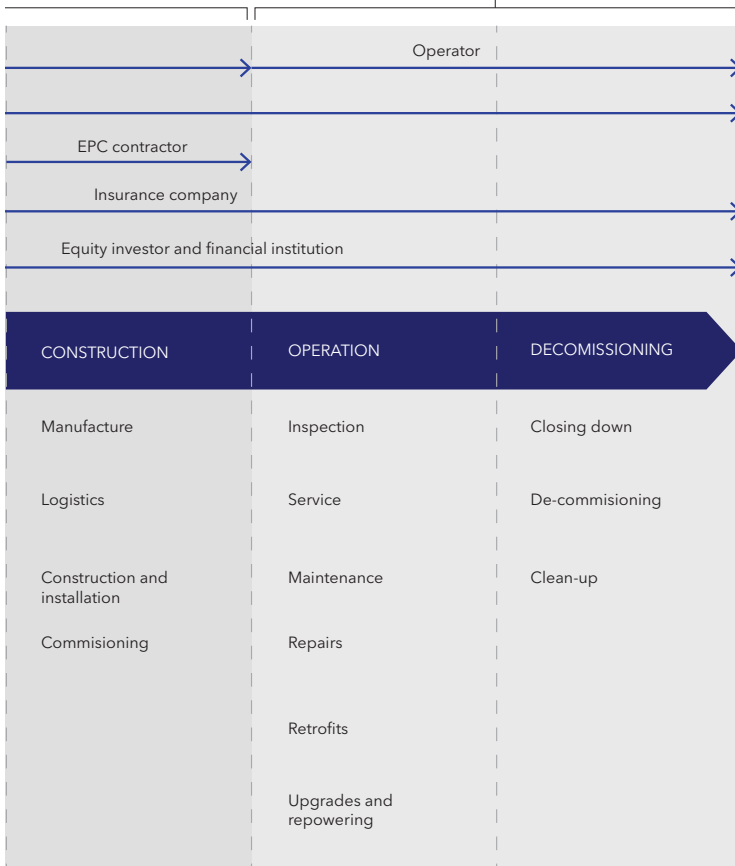 Operator
EPC contractor
Insurance company
Equity investor and financial institution
CONSTRUCTION
OPERATION
DECOMISSIONING
Manufacture
Inspection
Closing down
Logistics
Service
De-commisioning
Construction and
installation
Maintenance
Clean-up
Commisioning
Repairs
Retrofits
Upgrades and
repowering